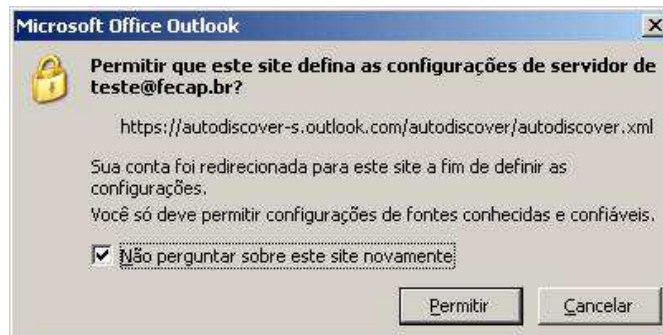 Microsoft Office Outlook
Permitir que este site defina as configurações de servidor de
teste@fecap.br?
https://autodiscover-s.outlook.com/autodiscover/autodiscover.xml
Sua conta foi redirecionada para este site a fim de definir as
configurações.
Você só deve permitir configurações de fontes conhecidas e confiáveis.
Não perguntar sobre este site novamente
Permitir Cancelar